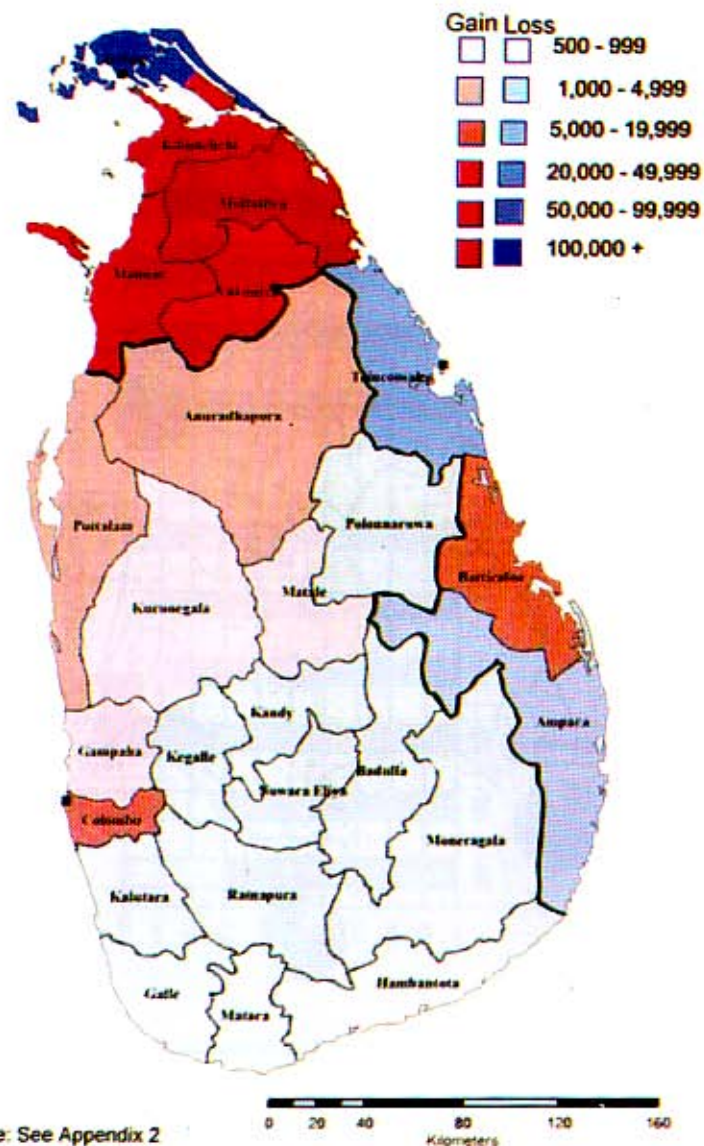 Gain Loss
500 - 999
1,000 - 4,999
5,000 - 19,999
20,000 - 49,999
50,000 - 99,999
100,000 +
Mannar
Anuradhapura
Trincomalee
Puttalam
Polonnaruwa
Batticaloa
Kurunegala
Matale
Ampara
Gampaha
Kegalle
Kandy
Nuwara Eliya
Badulla
Colombo
Moneragala
Kalutara
Ratnapura
Hambantota
Galle
Matara
e: See Appendix 2
0 20 40 80 120 160
Kilometers